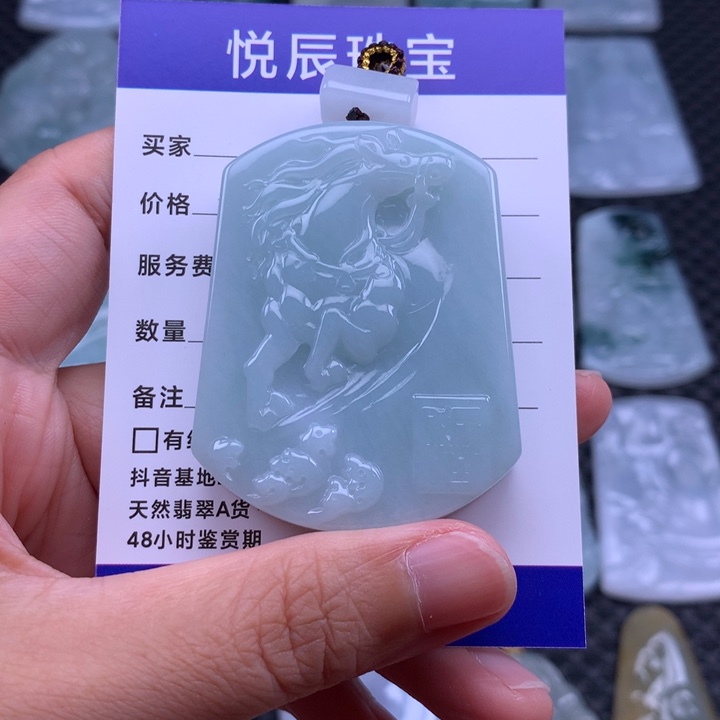 悦辰珠宝
买家
价格
服务费
数量
备注
有
抖音基地
天然翡翠A货
48小时鉴赏期